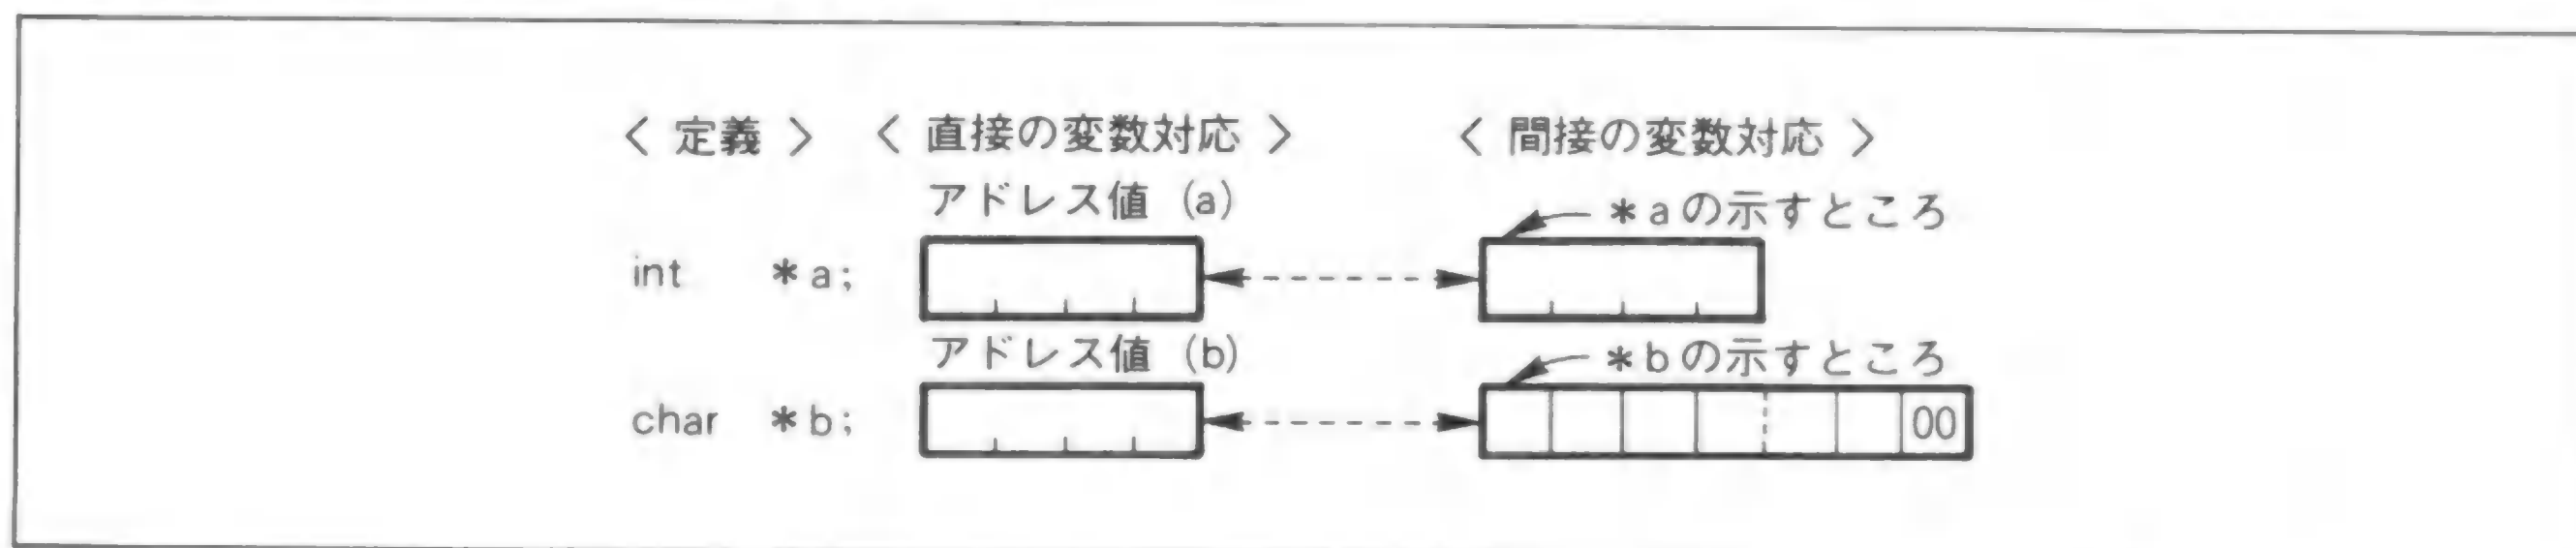 < 定義 > < 直接の変数対応 > < 間接の変数対応 >
アドレス値 (a)
*aの示すところ
int *a;
アドレス値 (b)
*bの示すところ
char *b;
00